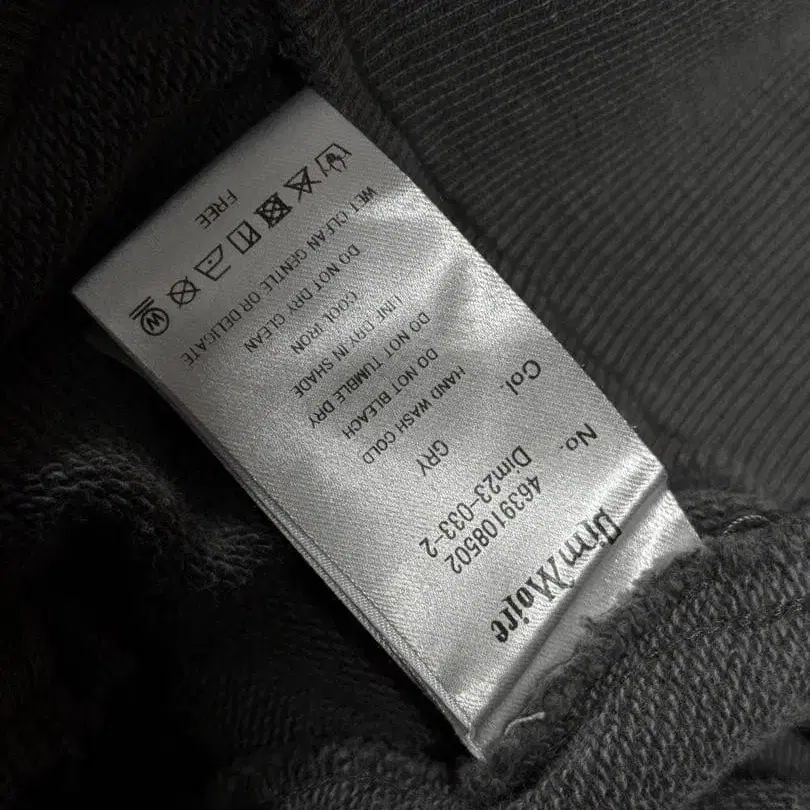 Dim Moire
No. 4639108502
Dim23-033-2
Col. GRY
HAND WASH COLD
DO NOT BLEACH
DO NOT TUMBLE DRY
LINE DRY IN SHADE
COOL IRON
DO NOT DRY CLEAN
WET CLEAN GENTLE OR DELICATE
W
FREE